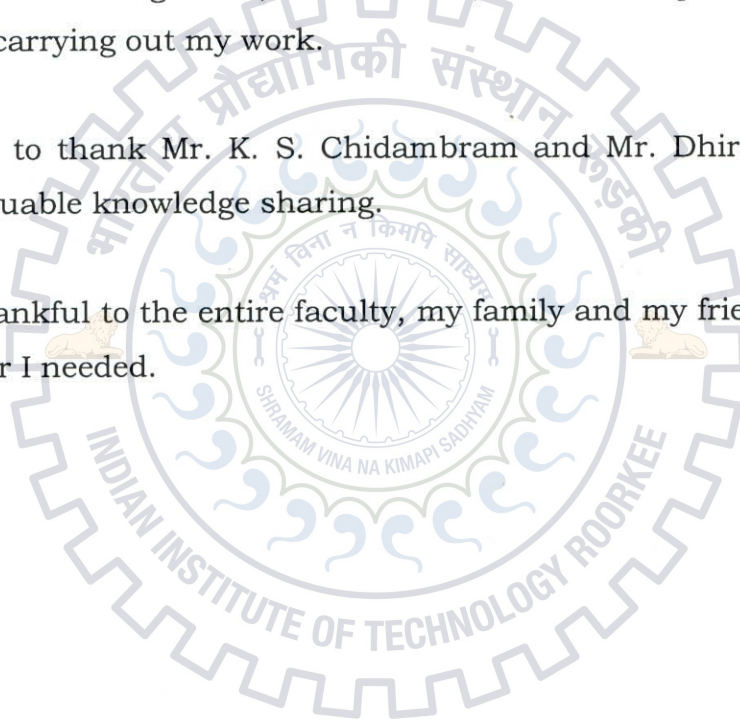 carrying out my work.
to thank Mr. K. S. Chidambram and Mr. Dhir
uable knowledge sharing.
ankful to the entire faculty, my family and my frie
r I needed.
भारतीय प्रौद्योगिकी संस्थान रुड़की
श्रमं विना न किमपि साध्यम्
SHRAMAM VINA NA KIMAPI SADHYAM
INDIAN INSTITUTE OF TECHNOLOGY ROORKEE